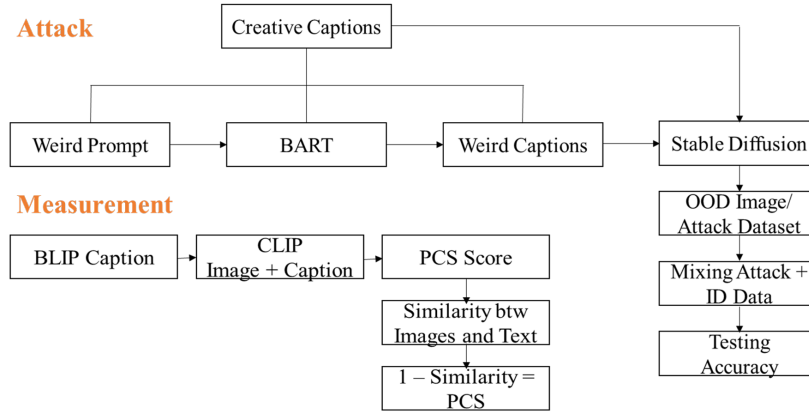 Attack
Creative Captions
Weird Prompt
BART
Weird Captions
Stable Diffusion
OOD Image/
Attack Dataset
Mixing Attack +
ID Data
Testing
Accuracy
Measurement
BLIP Caption
CLIP
Image + Caption
PCS Score
Similarity btw
Images and Text
1 – Similarity =
PCS